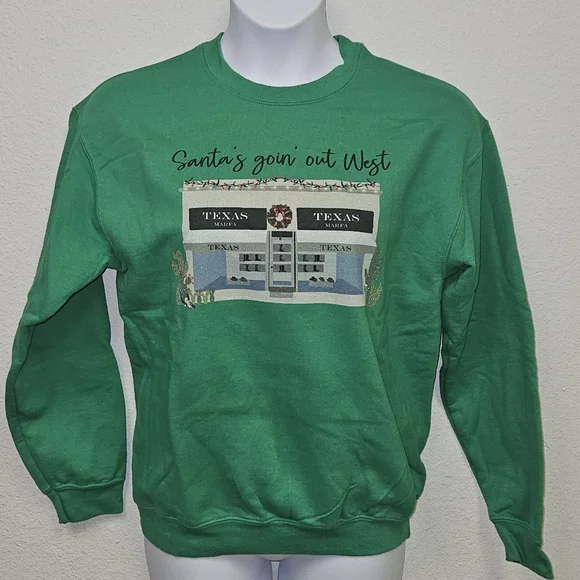 Santa's goin' out West
TEXAS TEXAS
MARFA MARFA
TEXAS TEXAS